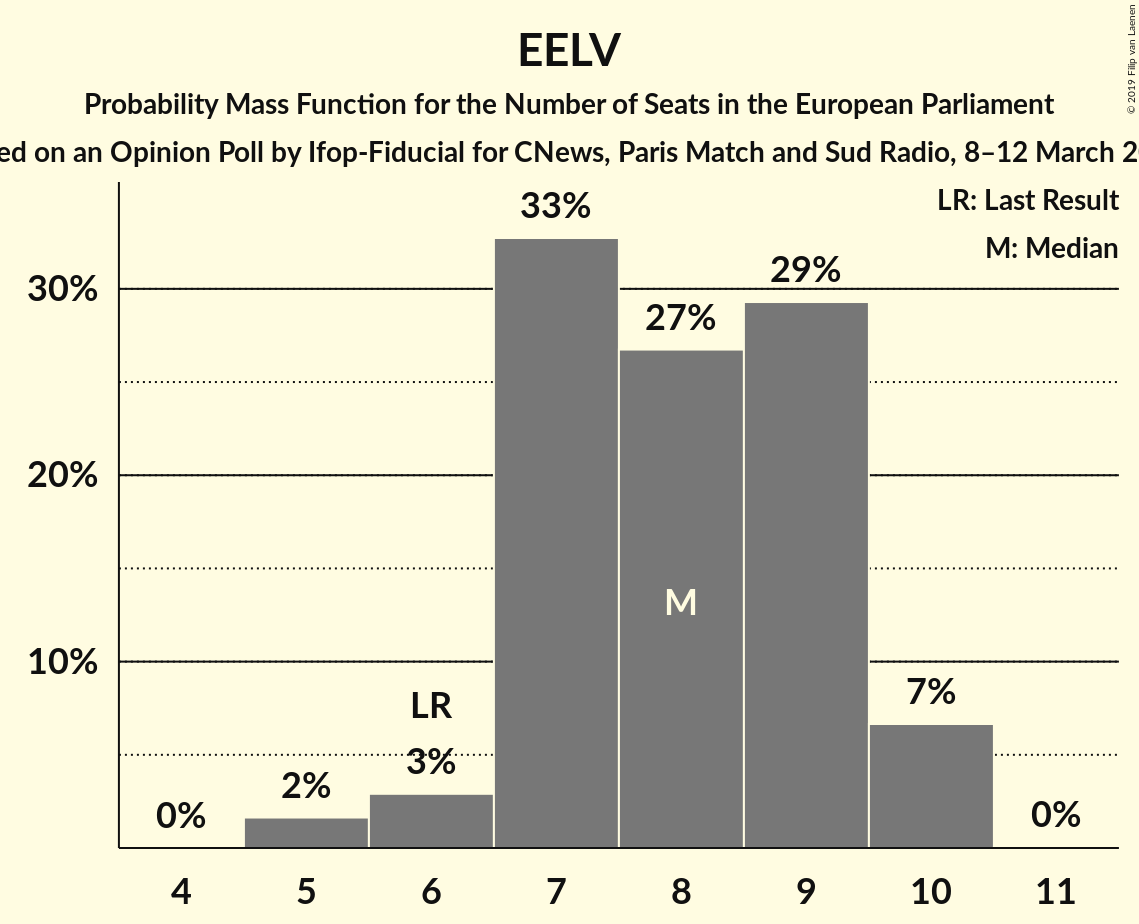 EELV
Probability Mass Function for the Number of Seats in the European Parliament
on an Opinion Poll by Ifop-Fiducial for CNews, Paris Match and Sud Radio, 8–12 March
© 2019 Filip van Laenen
LR: Last Result
M: Median
33%
29%
27%
30%
20%
10%
M
LR
7%
3%
2%
0%
0%
4 5 6 7 8 9 10 11